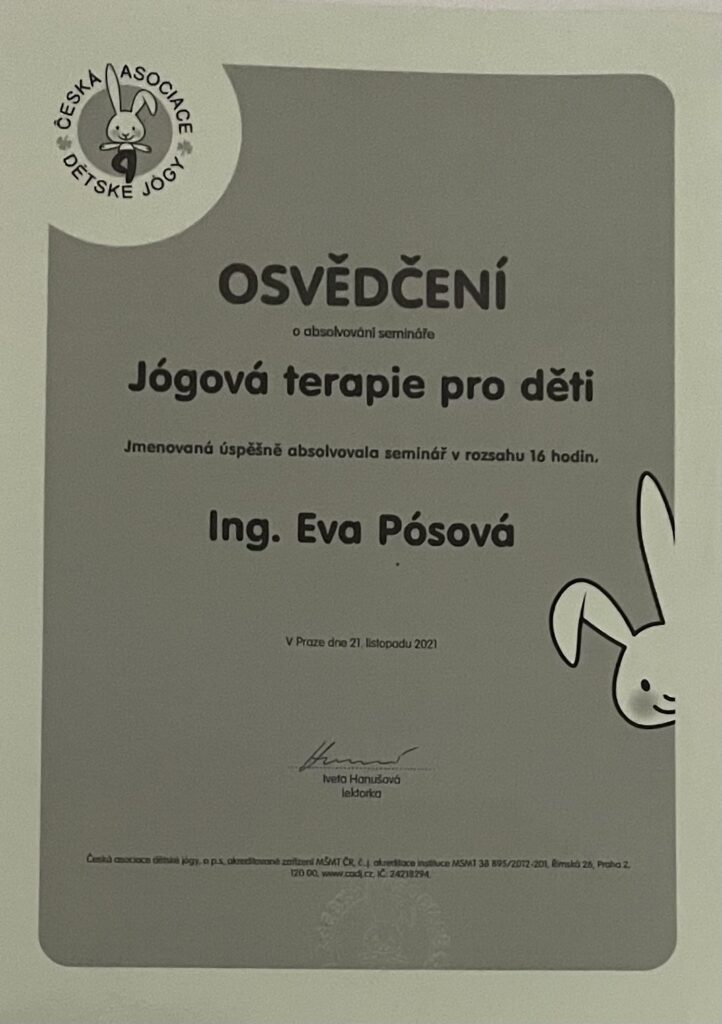 ČESKÁ ASOCIACE
DĚTSKÉ JÓGY
OSVĚDČENÍ
o absolvování semináře
Jógová terapie pro děti
Jmenovaná úspěšně absolvovala seminář v rozsahu 16 hodin.
Ing. Eva Pósová
V Praze dne 21. listopadu 2021
Iveta Hanušová
lektorka
Česká asociace dětské jógy, o.p.s, akreditované zařízení MŠMT ČR, č. j. akreditace instituce MSMT 38 895/2012-201, Římská 26, Praha 2,
120 00, www.cadj.cz, IČ: 24218294,